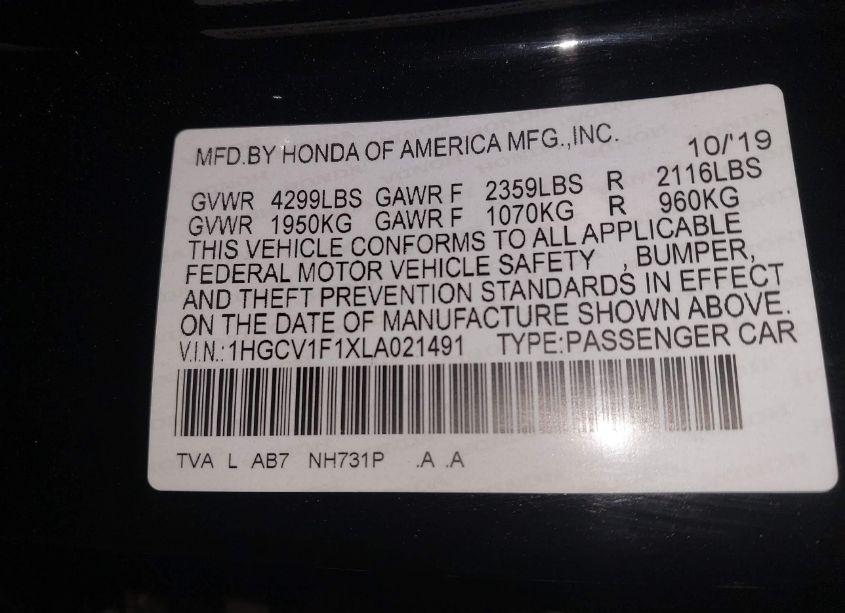 MFD.BY HONDA OF AMERICA MFG.,INC. 10/'19
GVWR 4299LBS GAWR F 2359LBS R 2116LBS
GVWR 1950KG GAWR F 1070KG R 960KG
THIS VEHICLE CONFORMS TO ALL APPLICABLE
FEDERAL MOTOR VEHICLE SAFETY , BUMPER,
AND THEFT PREVENTION STANDARDS IN EFFECT
ON THE DATE OF MANUFACTURE SHOWN ABOVE.
V.I.N.:1HGCV1F1XLA021491 TYPE:PASSENGER CAR
TVA L AB7 NH731P .A .A